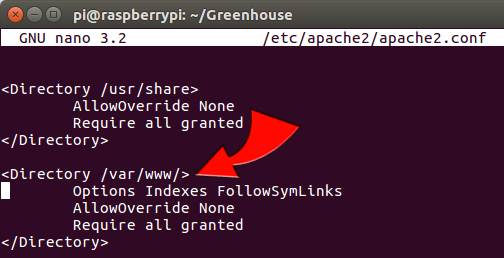 pi@raspberrypi: ~/Greenhouse
GNU nano 3.2 /etc/apache2/apache2.conf
<Directory /usr/share>
AllowOverride None
Require all granted
</Directory>
<Directory /var/www/>
Options Indexes FollowSymLinks
AllowOverride None
Require all granted
</Directory>